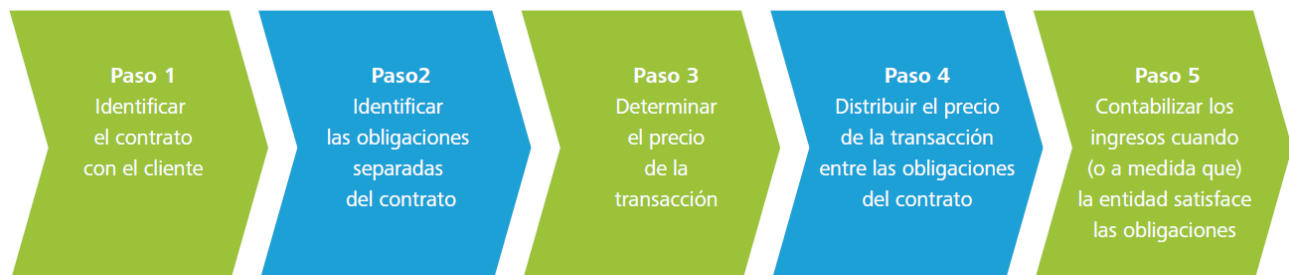 Paso 1
Identificar
el contrato
con el cliente
Paso2
Identificar
las obligaciones
separadas
del contrato
Paso 3
Determinar
el precio
de la
transacción
Paso 4
Distribuir el precio
de la transacción
entre las obligaciones
del contrato
Paso 5
Contabilizar los
ingresos cuando
(o a medida que)
la entidad satisface
las obligaciones